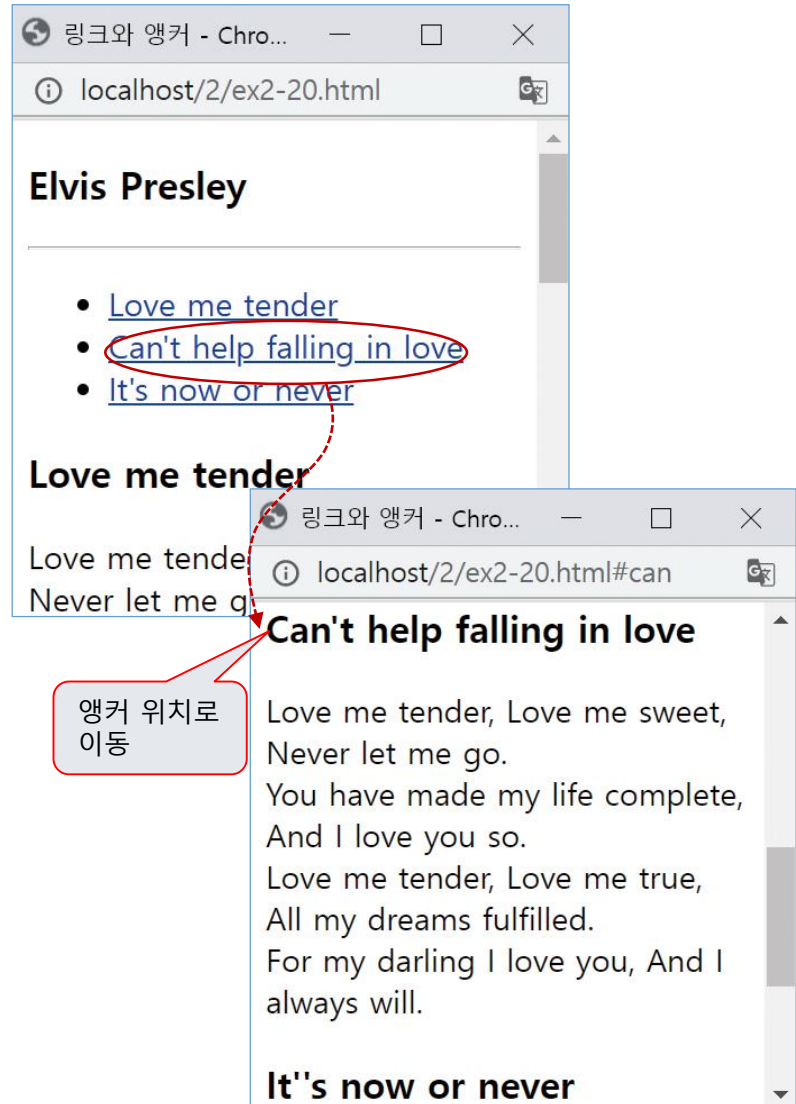 링크와 앵커 - Chro...
localhost/2/ex2-20.html
Elvis Presley
Love me tender
Can't help falling in love
It's now or never
Love me tender
Love me tende
Never let me g
앵커 위치로
이동
링크와 앵커 - Chro...
localhost/2/ex2-20.html#can
Can't help falling in love
Love me tender, Love me sweet,
Never let me go.
You have made my life complete,
And I love you so.
Love me tender, Love me true,
All my dreams fulfilled.
For my darling I love you, And I
always will.
It''s now or never